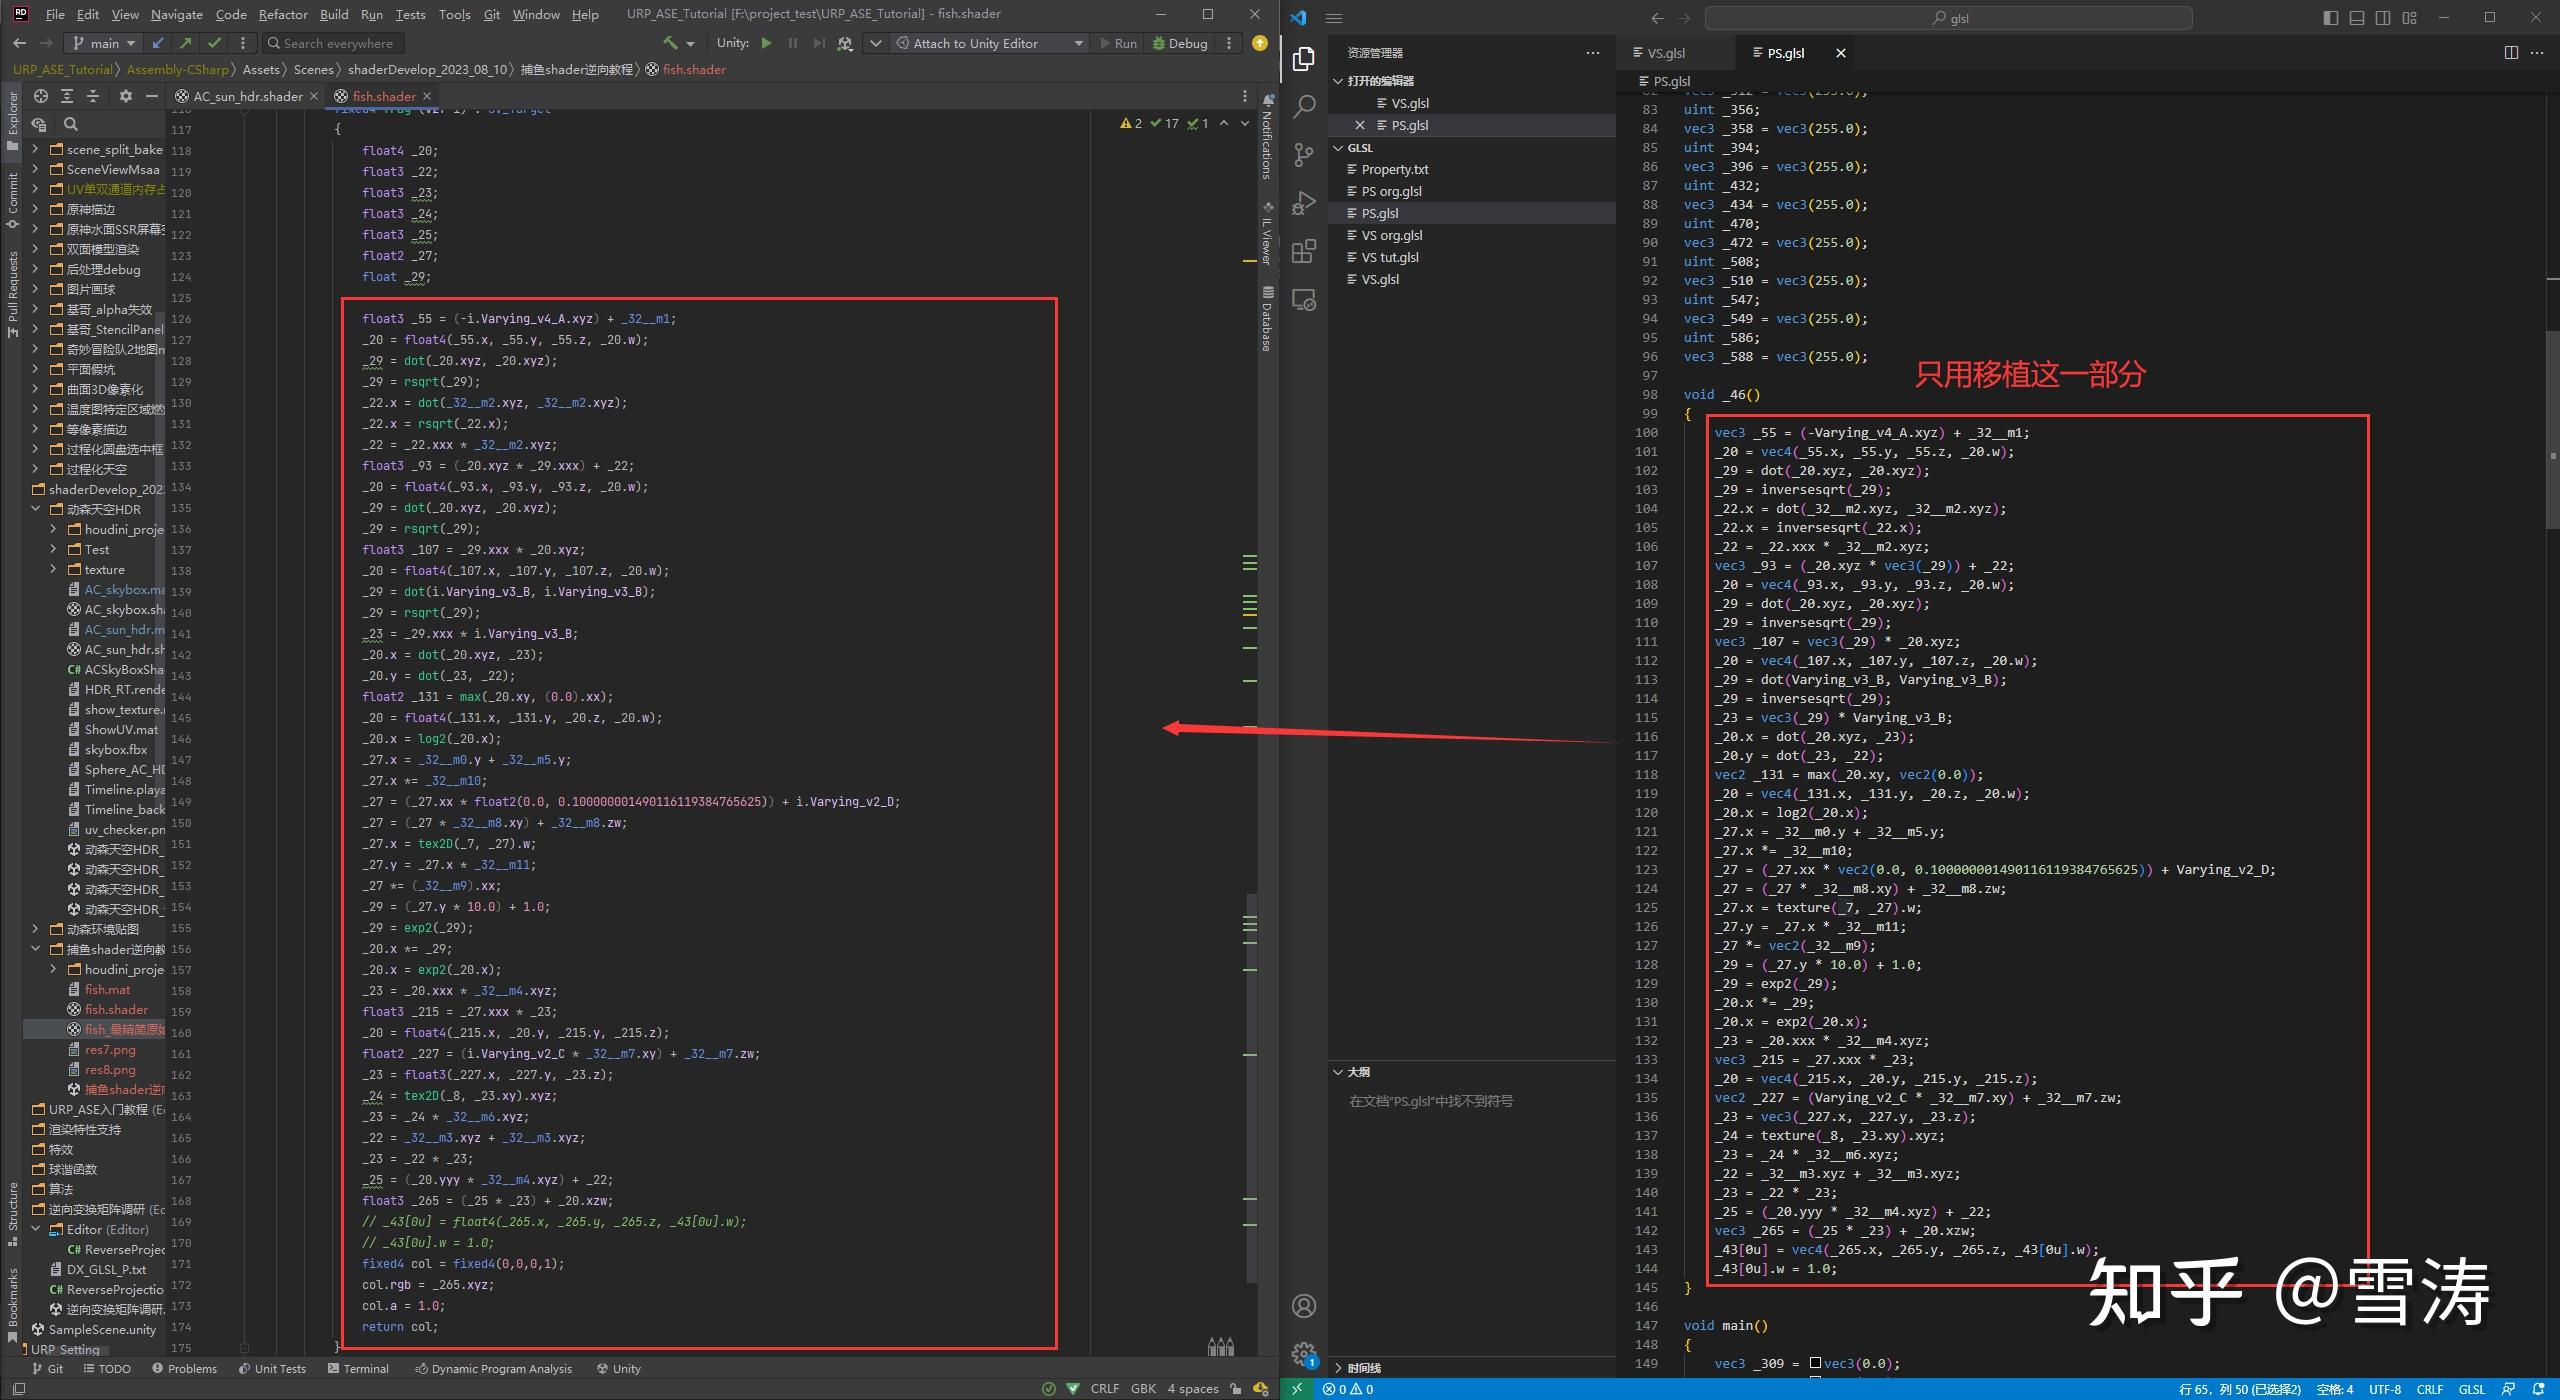 File Edit View Navigate Code Refactor Build Run Tests Tools Git Window Help URP_ASE_Tutorial [F:\project_test\URP_ASE_Tutorial] - fish.shader
main Search everywhere Unity: Attach to Unity Editor Run Debug
URP_ASE_Tutorial Assembly-CSharp Assets Scenes shaderDevelop_2023_08_10 捕鱼shader逆向教程 fish.shader
AC_sun_hdr.shader fish.shader
Explorer
Commit
Pull Requests
Structure
Bookmarks
scene_split_bake
SceneViewMsaa
UV单双通道内存占
原神描边
原神水面SSR屏幕空
双面模型渲染
后处理debug
图片画球
基哥_alpha失效
基哥_StencilPanel
奇妙冒险队2地图m
平面假坑
曲面3D像素化
温度图特定区域燃
等像素描边
过程化圆盘选中框
过程化天空
shaderDevelop_202
动森天空HDR
houdini_proje
Test
texture
AC_skybox.ma
AC_skybox.sha
AC_sun_hdr.m
AC_sun_hdr.sh
C# ACSkyBoxSha
HDR_RT.rende
show_texture.
ShowUV.mat
skybox.fbx
Sphere_AC_HD
Timeline.playa
Timeline_back
uv_checker.pn
动森天空HDR_
动森天空HDR_
动森天空HDR_
动森天空HDR_
动森环境贴图
捕鱼shader逆向教
houdini_proje
fish.mat
fish.shader
fish_最精简原始
res7.png
res8.png
捕鱼shader逆向
URP_ASE入门教程 (Ec
渲染特性支持
特效
球谐函数
算法
逆向变换矩阵调研 (Ec
Editor (Editor)
C# ReverseProjec
DX_GLSL_P.txt
C# ReverseProjectio
逆向变换矩阵调研.
SampleScene.unity
URP Setting
2 17 1
117 {
118 float4 _20;
119 float3 _22;
120 float3 _23;
121 float3 _24;
122 float3 _25;
123 float2 _27;
124 float _29;
125
126 float3 _55 = (-i.Varying_v4_A.xyz) + _32__m1;
127 _20 = float4(_55.x, _55.y, _55.z, _20.w);
128 _29 = dot(_20.xyz, _20.xyz);
129 _29 = rsqrt(_29);
130 _22.x = dot(_32__m2.xyz, _32__m2.xyz);
131 _22.x = rsqrt(_22.x);
132 _22 = _22.xxx * _32__m2.xyz;
133 float3 _93 = (_20.xyz * _29.xxx) + _22;
134 _20 = float4(_93.x, _93.y, _93.z, _20.w);
135 _29 = dot(_20.xyz, _20.xyz);
136 _29 = rsqrt(_29);
137 float3 _107 = _29.xxx * _20.xyz;
138 _20 = float4(_107.x, _107.y, _107.z, _20.w);
139 _29 = dot(i.Varying_v3_B, i.Varying_v3_B);
140 _29 = rsqrt(_29);
141 _23 = _29.xxx * i.Varying_v3_B;
142 _20.x = dot(_20.xyz, _23);
143 _20.y = dot(_23, _22);
144 float2 _131 = max(_20.xy, (0.0).xx);
145 _20 = float4(_131.x, _131.y, _20.z, _20.w);
146 _20.x = log2(_20.x);
147 _27.x = _32__m0.y + _32__m5.y;
148 _27.x *= _32__m10;
149 _27 = (_27.xx * float2(0.0, 0.100000001490116119384765625)) + i.Varying_v2_D;
150 _27 = (_27 * _32__m8.xy) + _32__m8.zw;
151 _27.x = tex2D(_7, _27).w;
152 _27.y = _27.x * _32__m11;
153 _27 *= (_32__m9).xx;
154 _29 = (_27.y * 10.0) + 1.0;
155 _29 = exp2(_29);
156 _20.x *= _29;
157 _20.x = exp2(_20.x);
158 _23 = _20.xxx * _32__m4.xyz;
159 float3 _215 = _27.xxx * _23;
160 _20 = float4(_215.x, _20.y, _215.y, _215.z);
161 float2 _227 = (i.Varying_v2_C * _32__m7.xy) + _32__m7.zw;
162 _23 = float3(_227.x, _227.y, _23.z);
163 _24 = tex2D(_8, _23.xy).xyz;
164 _23 = _24 * _32__m6.xyz;
165 _22 = _32__m3.xyz + _32__m3.xyz;
166 _23 = _22 * _23;
167 _25 = (_20.yyy * _32__m4.xyz) + _22;
168 float3 _265 = (_25 * _23) + _20.xzw;
169 // _43[0u] = float4(_265.x, _265.y, _265.z, _43[0u].w);
170 // _43[0u].w = 1.0;
171 fixed4 col = fixed4(0,0,0,1);
172 col.rgb = _265.xyz;
173 col.a = 1.0;
174 return col;
175 }
Notifications
IL Viewer
Database
Git TODO Problems Unit Tests Terminal Dynamic Program Analysis Unity
CRLF GBK 4 spaces
glsl
资源管理器
打开的编辑器
VS.glsl
PS.glsl
GLSL
Property.txt
PS org.glsl
PS.glsl
VS org.glsl
VS tut.glsl
VS.glsl
大纲
在文档"PS.glsl"中找不到符号
时间线
1
VS.glsl PS.glsl
PS.glsl
82 vec3 _312 = vec3(255.0);
83 uint _356;
84 vec3 _358 = vec3(255.0);
85 uint _394;
86 vec3 _396 = vec3(255.0);
87 uint _432;
88 vec3 _434 = vec3(255.0);
89 uint _470;
90 vec3 _472 = vec3(255.0);
91 uint _508;
92 vec3 _510 = vec3(255.0);
93 uint _547;
94 vec3 _549 = vec3(255.0);
95 uint _586;
96 vec3 _588 = vec3(255.0);
97
只用移植这一部分
98 void _46()
99 {
100 vec3 _55 = (-Varying_v4_A.xyz) + _32__m1;
101 _20 = vec4(_55.x, _55.y, _55.z, _20.w);
102 _29 = dot(_20.xyz, _20.xyz);
103 _29 = inversesqrt(_29);
104 _22.x = dot(_32__m2.xyz, _32__m2.xyz);
105 _22.x = inversesqrt(_22.x);
106 _22 = _22.xxx * _32__m2.xyz;
107 vec3 _93 = (_20.xyz * vec3(_29)) + _22;
108 _20 = vec4(_93.x, _93.y, _93.z, _20.w);
109 _29 = dot(_20.xyz, _20.xyz);
110 _29 = inversesqrt(_29);
111 vec3 _107 = vec3(_29) * _20.xyz;
112 _20 = vec4(_107.x, _107.y, _107.z, _20.w);
113 _29 = dot(Varying_v3_B, Varying_v3_B);
114 _29 = inversesqrt(_29);
115 _23 = vec3(_29) * Varying_v3_B;
116 _20.x = dot(_20.xyz, _23);
117 _20.y = dot(_23, _22);
118 vec2 _131 = max(_20.xy, vec2(0.0));
119 _20 = vec4(_131.x, _131.y, _20.z, _20.w);
120 _20.x = log2(_20.x);
121 _27.x = _32__m0.y + _32__m5.y;
122 _27.x *= _32__m10;
123 _27 = (_27.xx * vec2(0.0, 0.100000001490116119384765625)) + Varying_v2_D;
124 _27 = (_27 * _32__m8.xy) + _32__m8.zw;
125 _27.x = texture(_7, _27).w;
126 _27.y = _27.x * _32__m11;
127 _27 *= vec2(_32__m9);
128 _29 = (_27.y * 10.0) + 1.0;
129 _29 = exp2(_29);
130 _20.x *= _29;
131 _20.x = exp2(_20.x);
132 _23 = _20.xxx * _32__m4.xyz;
133 vec3 _215 = _27.xxx * _23;
134 _20 = vec4(_215.x, _20.y, _215.y, _215.z);
135 vec2 _227 = (Varying_v2_C * _32__m7.xy) + _32__m7.zw;
136 _23 = vec3(_227.x, _227.y, _23.z);
137 _24 = texture(_8, _23.xy).xyz;
138 _23 = _24 * _32__m6.xyz;
139 _22 = _32__m3.xyz + _32__m3.xyz;
140 _23 = _22 * _23;
141 _25 = (_20.yyy * _32__m4.xyz) + _22;
142 vec3 _265 = (_25 * _23) + _20.xzw;
143 _43[0u] = vec4(_265.x, _265.y, _265.z, _43[0u].w);
144 _43[0u].w = 1.0;
145 }
146
147 void main()
148 {
149 vec3 _309 = vec3(0.0);
知乎 @雪涛
0 0 行 65，列 50 (已选择2) 空格: 4 UTF-8 CRLF GLSL